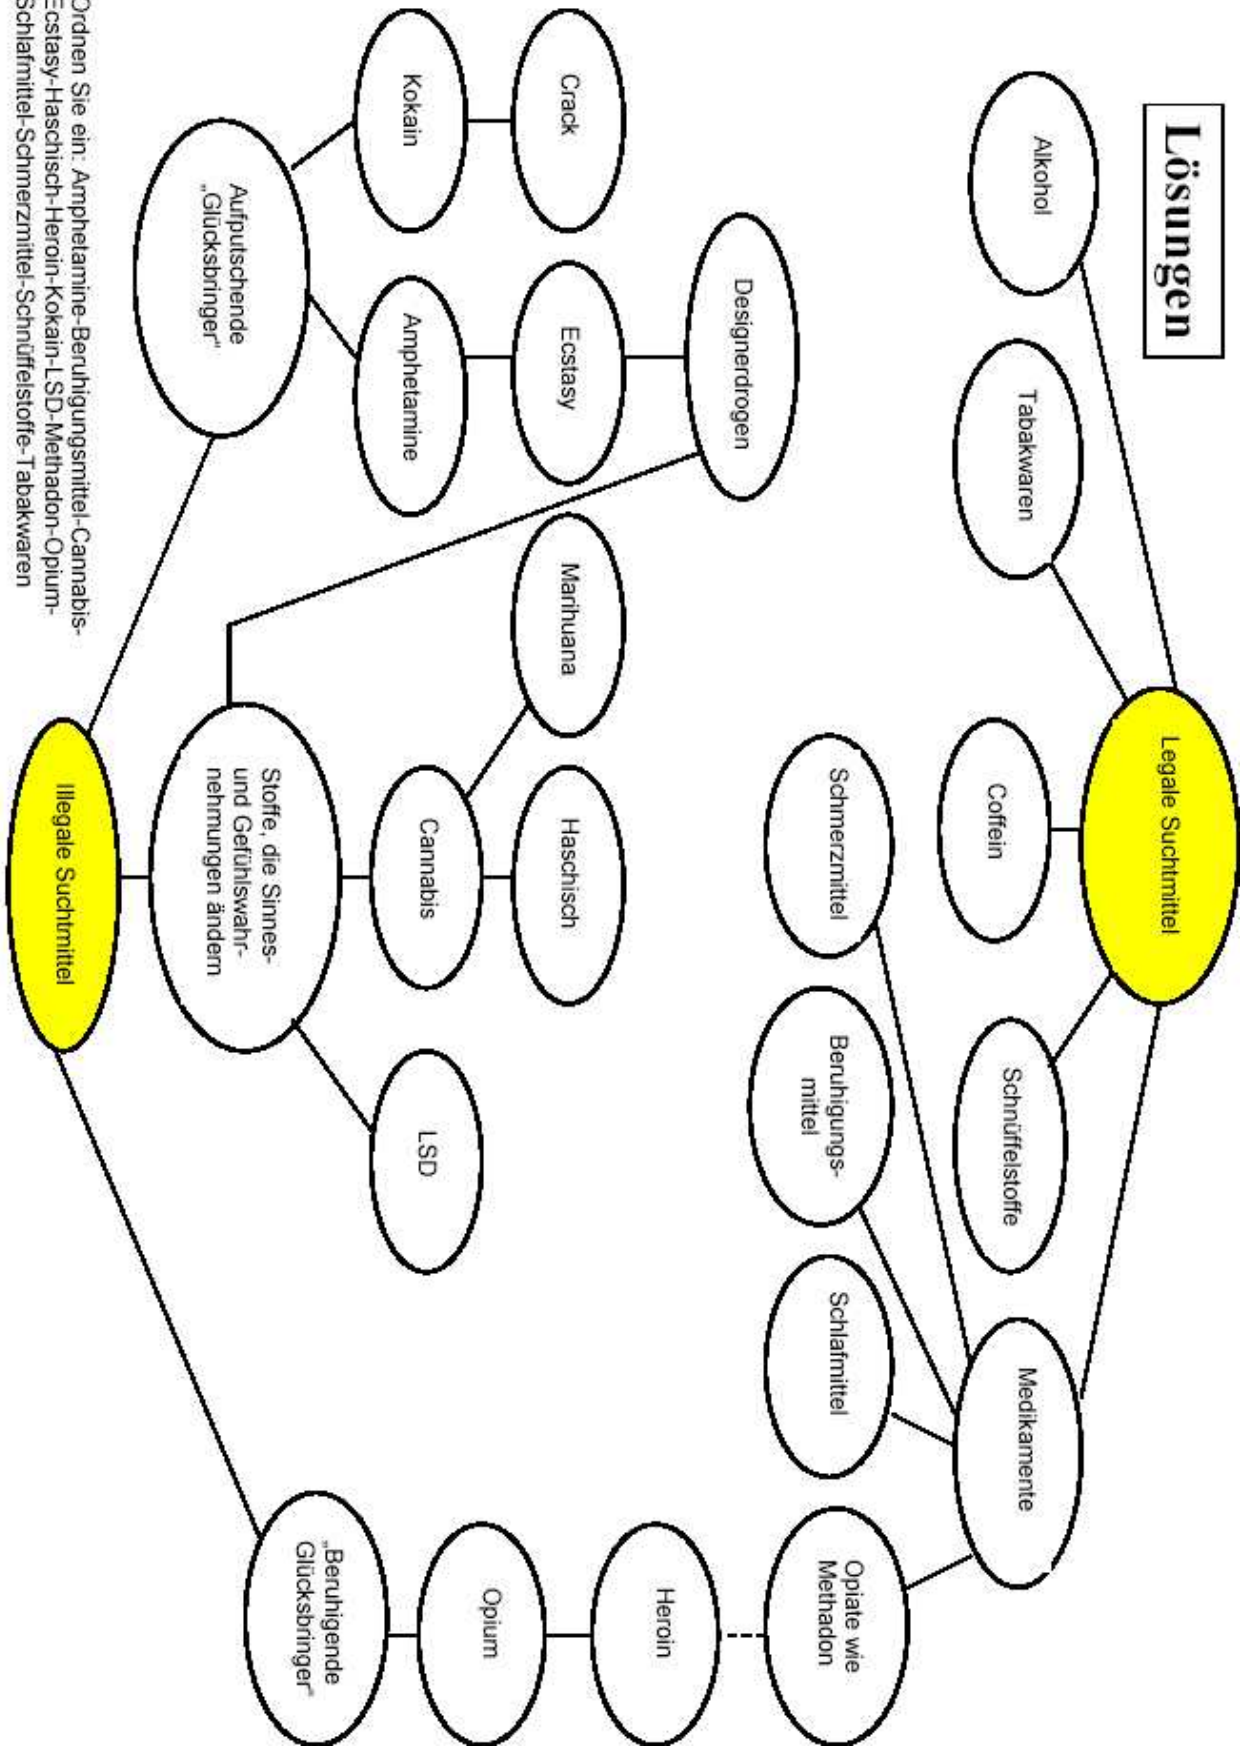 Lösungen
Legale Suchtmittel
Alkohol
Tabakwaren
Coffein
Schnüffelstoffe
Medikamente
Schmerzmittel
Beruhigungs-
mittel
Schlafmittel
Opiate wie
Methadon
Designerdrogen
Heroin
Crack
Ecstasy
Marihuana
Haschisch
Kokain
Amphetamine
Cannabis
LSD
Opium
Aufputschende
„Glücksbringer“
Stoffe, die Sinnes-
und Gefühlswahr-
nehmungen ändern
„Beruhigende
Glücksbringer“
Illegale Suchtmittel
Ordnen Sie ein: Amphetamine-Beruhigungsmittel-Cannabis-
Ecstasy-Haschisch-Heroin-Kokain-LSD-Methadon-Opium-
Schlafmittel-Schmerzmittel-Schnüffelstoffe-Tabakwaren